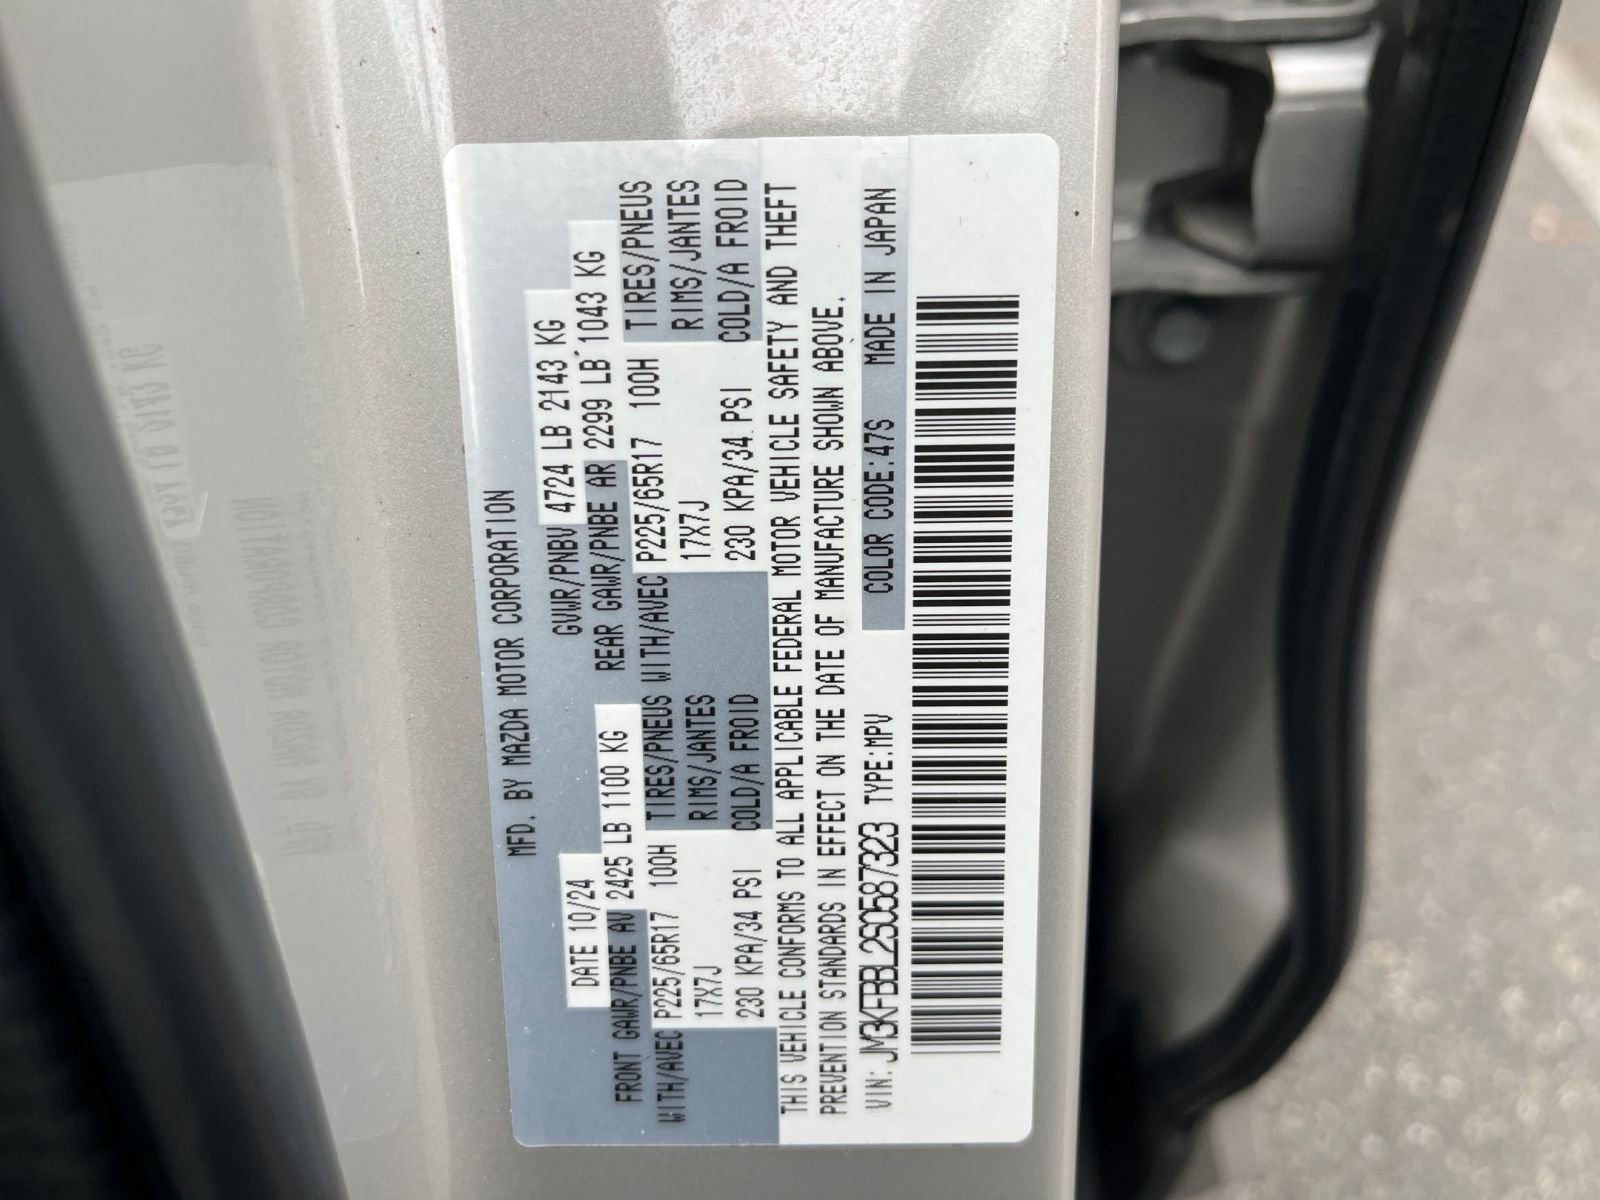 MFD. BY MAZDA MOTOR CORPORATION
DATE 10/24 GVWR/PNBV 4724 LB 2143 KG
FRONT GAWR/PNBE AV 2425 LB 1100 KG REAR GAWR/PNBE AR 2299 LB 1043 KG
WITH/AVEC P225/65R17 100H TIRES/PNEUS WITH/AVEC P225/65R17 100H TIRES/PNEUS
17X7J RIMS/JANTES 17X7J RIMS/JANTES
230 KPA/34 PSI COLD/A FROID 230 KPA/34 PSI COLD/A FROID
THIS VEHICLE CONFORMS TO ALL APPLICABLE FEDERAL MOTOR VEHICLE SAFETY AND THEFT
PREVENTION STANDARDS IN EFFECT ON THE DATE OF MANUFACTURE SHOWN ABOVE.
VIN: JM3KFBBL2S0587323 TYPE:MPV COLOR CODE:47S MADE IN JAPAN